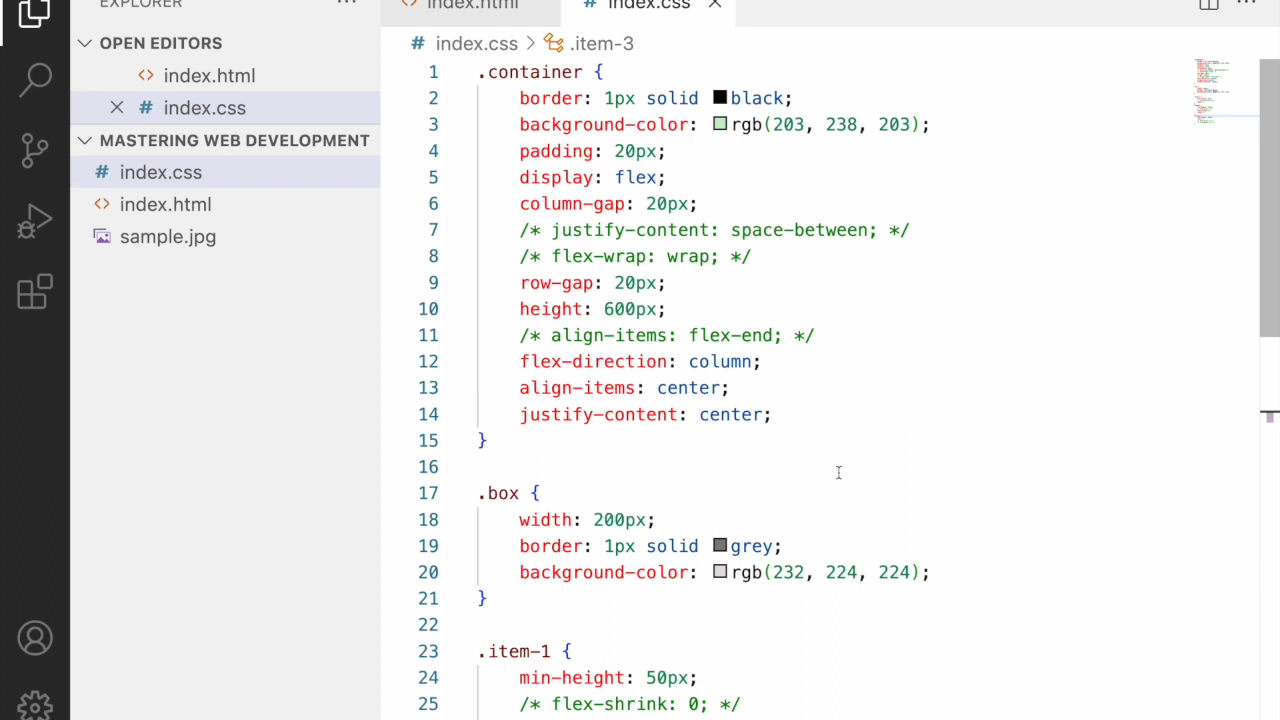 EXPLORER
OPEN EDITORS
index.html
index.css
MASTERING WEB DEVELOPMENT
index.css
index.html
sample.jpg
index.html
# index.css
# index.css > .item-3
1 .container {
2 border: 1px solid black;
3 background-color: rgb(203, 238, 203);
4 padding: 20px;
5 display: flex;
6 column-gap: 20px;
7 /* justify-content: space-between; */
8 /* flex-wrap: wrap; */
9 row-gap: 20px;
10 height: 600px;
11 /* align-items: flex-end; */
12 flex-direction: column;
13 align-items: center;
14 justify-content: center;
15 }
16
17 .box {
18 width: 200px;
19 border: 1px solid grey;
20 background-color: rgb(232, 224, 224);
21 }
22
23 .item-1 {
24 min-height: 50px;
25 /* flex-shrink: 0; */